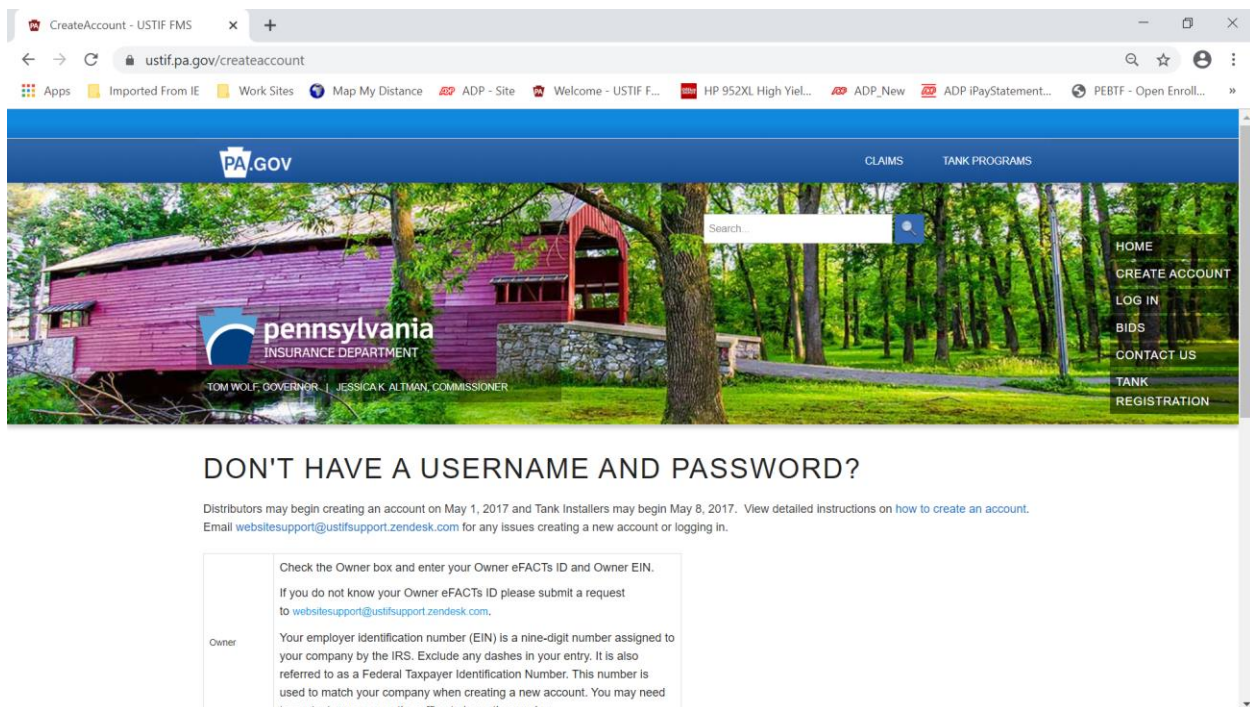 CreateAccount - USTIF FMS
ustif.pa.gov/createaccount
Apps Imported From IE Work Sites Map My Distance ADP - Site Welcome - USTIF F... HP 952XL High Yiel... ADP_New ADP iPayStatement... PEBTF - Open Enroll... »
PA.GOV CLAIMS TANK PROGRAMS
Search...
HOME
CREATE ACCOUNT
LOG IN
BIDS
CONTACT US
TANK
REGISTRATION
pennsylvania
INSURANCE DEPARTMENT
TOM WOLF, GOVERNOR | JESSICA K. ALTMAN, COMMISSIONER
DON'T HAVE A USERNAME AND PASSWORD?
Distributors may begin creating an account on May 1, 2017 and Tank Installers may begin May 8, 2017. View detailed instructions on how to create an account.
Email websitesupport@ustifsupport.zendesk.com for any issues creating a new account or logging in.
Owner
Check the Owner box and enter your Owner eFACTs ID and Owner EIN.
If you do not know your Owner eFACTs ID please submit a request
to websitesupport@ustifsupport.zendesk.com.
Your employer identification number (EIN) is a nine-digit number assigned to
your company by the IRS. Exclude any dashes in your entry. It is also
referred to as a Federal Taxpayer Identification Number. This number is
used to match your company when creating a new account. You may need